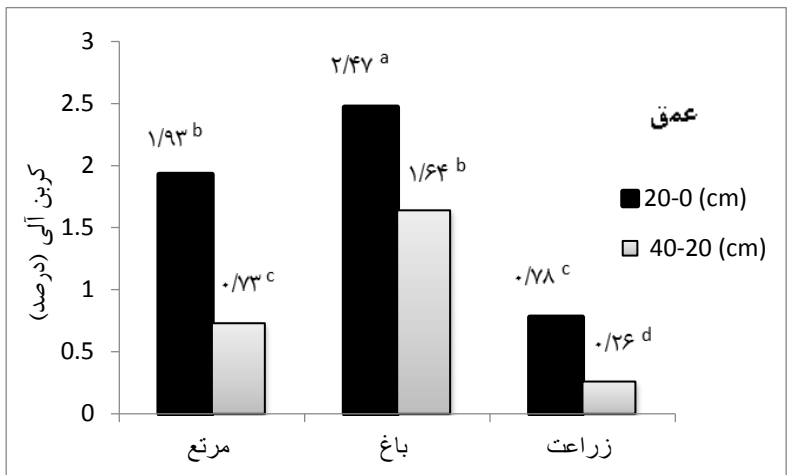 3
2.5
2
1.5
1
0.5
0
کربن آلی (درصد)
۱/۹۳ b
۰/۷۳ c
۲/۴۷ a
۱/۶۴ b
۰/۷۸ c
۰/۲۶ d
مرتع
باغ
زراعت
عمق
20-0 (cm)
40-20 (cm)